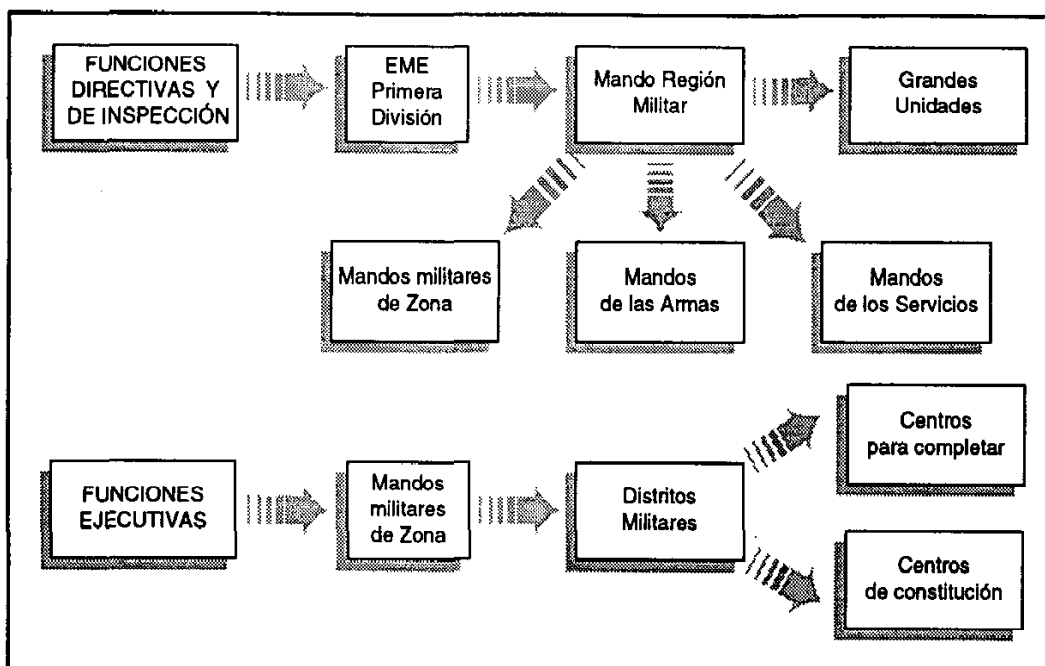 FUNCIONES
DIRECTIVAS Y
DE INSPECCIÓN
EME
Primera
División
Mando Región
Militar
Grandes
Unidades
Mandos militares
de Zona
Mandos
de las Armas
Mandos
de los Servicios
FUNCIONES
EJECUTIVAS
Mandos
militares
de Zona
Distritos
Militares
Centros
para completar
Centros
de constitución